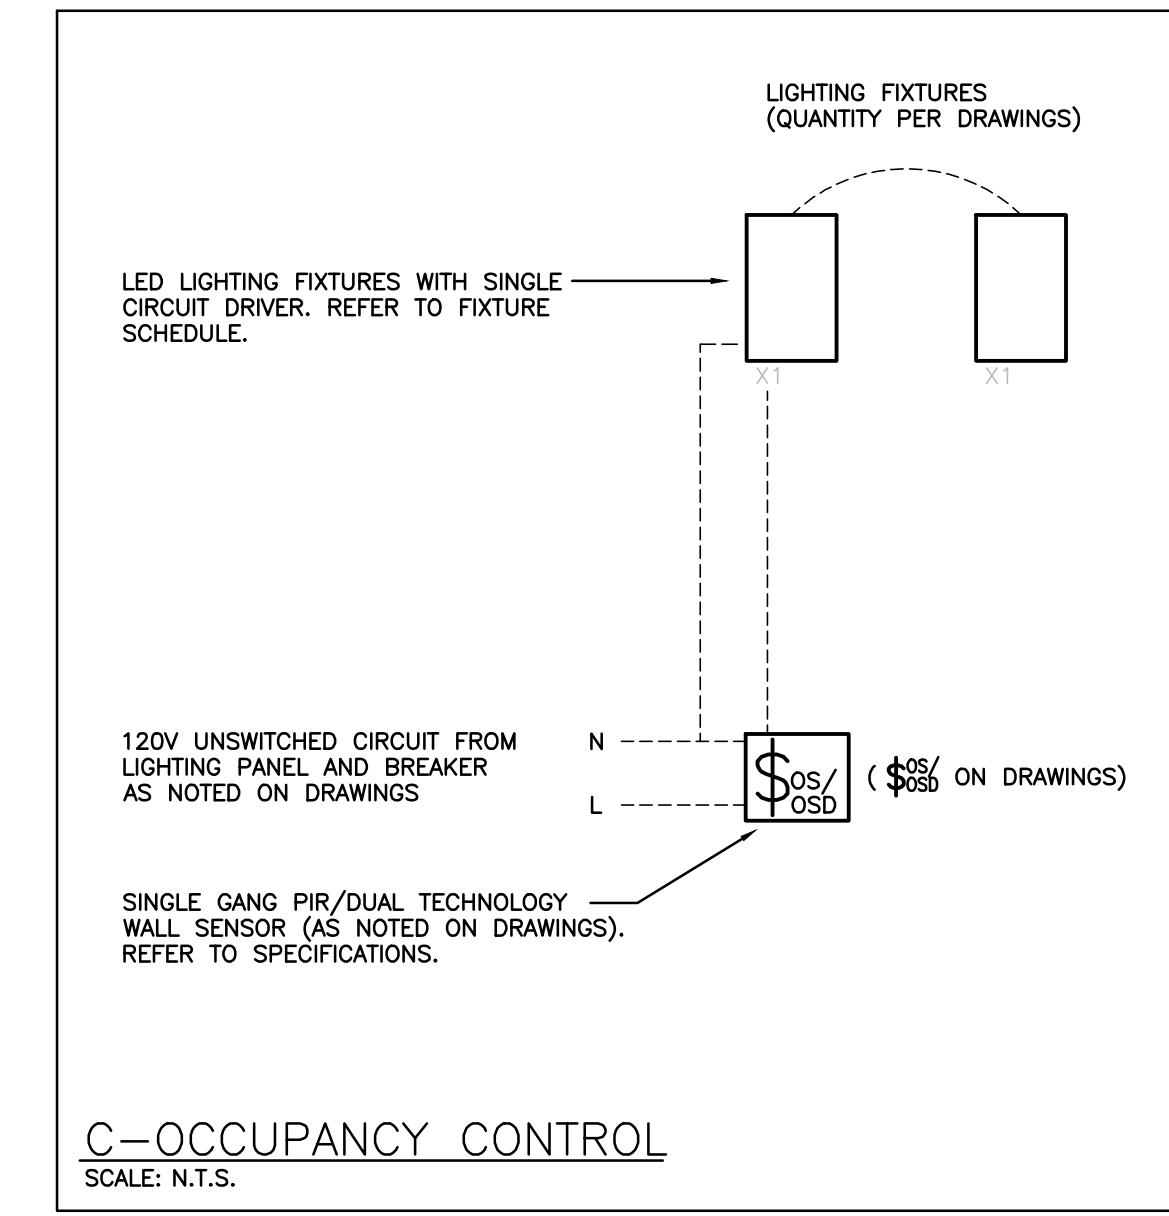 LIGHTING FIXTURES
(QUANTITY PER DRAWINGS)
LED LIGHTING FIXTURES WITH SINGLE
CIRCUIT DRIVER. REFER TO FIXTURE
SCHEDULE.
X1
X1
120V UNSWITCHED CIRCUIT FROM
LIGHTING PANEL AND BREAKER
AS NOTED ON DRAWINGS
N
L
$OS/
OSD
( $OS/
OSD ON DRAWINGS)
SINGLE GANG PIR/DUAL TECHNOLOGY
WALL SENSOR (AS NOTED ON DRAWINGS).
REFER TO SPECIFICATIONS.
C-OCCUPANCY CONTROL
SCALE: N.T.S.